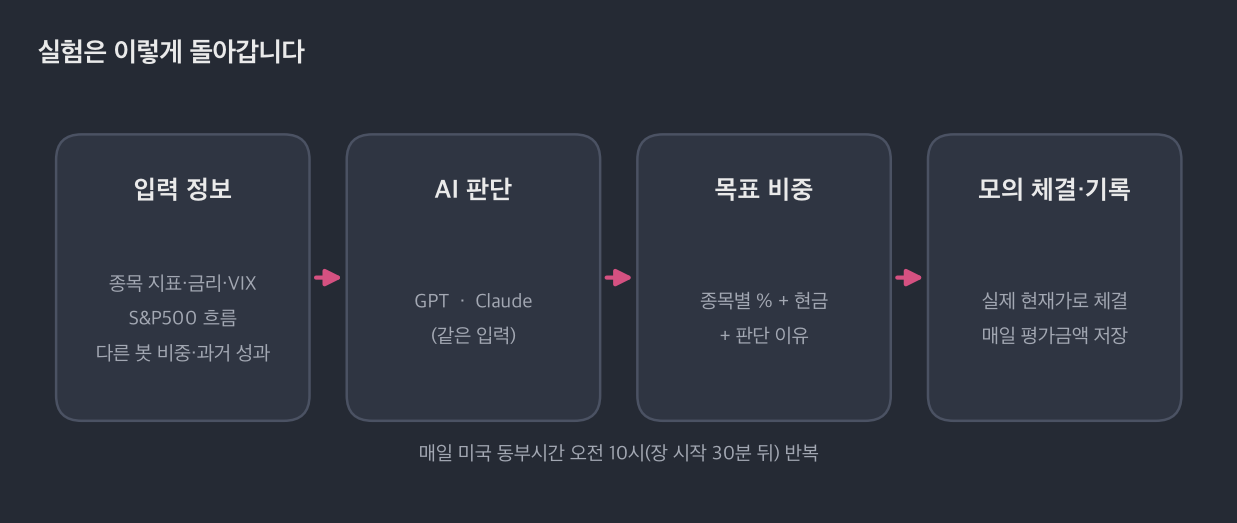 실험은 이렇게 돌아갑니다
입력 정보
종목 지표·금리·VIX
S&P500 흐름
다른 봇 비중·과거 성과
AI 판단
GPT · Claude
(같은 입력)
목표 비중
종목별 % + 현금
+ 판단 이유
모의 체결·기록
실제 현재가로 체결
매일 평가금액 저장
매일 미국 동부시간 오전 10시(장 시작 30분 뒤) 반복